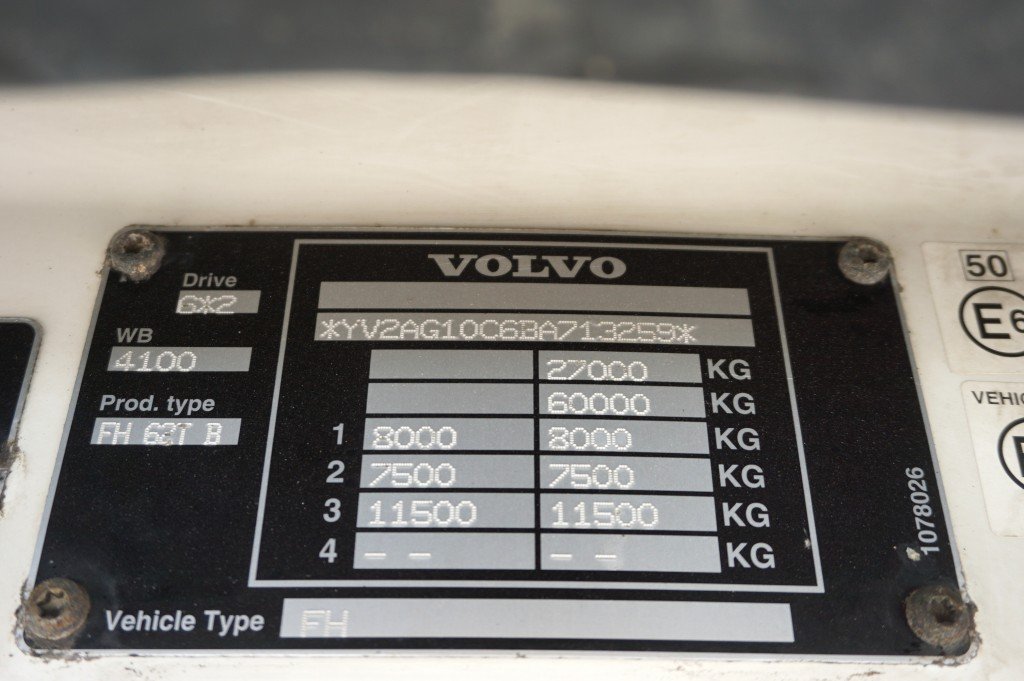 VOLVO
Drive
6X2
*YV2AG10C6BA713259*
WB
4100
27000 KG
60000 KG
Prod. type
FH 62T B
1 8000 8000 KG
2 7500 7500 KG
3 11500 11500 KG
4 – – – – KG
Vehicle Type FH
1078026
50
E6
VEHIC